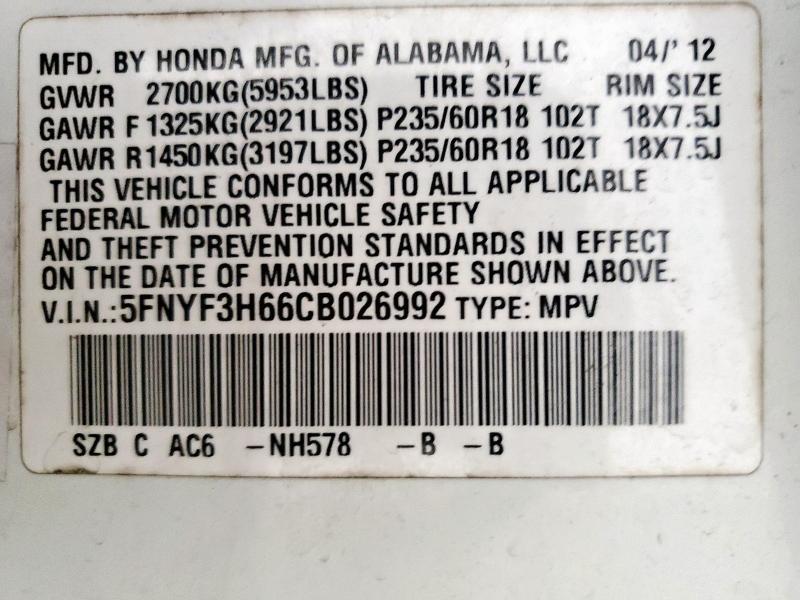 MFD. BY HONDA MFG. OF ALABAMA, LLC 04/' 12
GVWR 2700KG(5953LBS) TIRE SIZE RIM SIZE
GAWR F 1325KG(2921LBS) P235/60R18 102T 18X7.5J
GAWR R1450KG(3197LBS) P235/60R18 102T 18X7.5J
THIS VEHICLE CONFORMS TO ALL APPLICABLE
FEDERAL MOTOR VEHICLE SAFETY
AND THEFT PREVENTION STANDARDS IN EFFECT
ON THE DATE OF MANUFACTURE SHOWN ABOVE.
V.I.N.:5FNYF3H66CB026992 TYPE: MPV
SZB C AC6 -NH578 -B -B